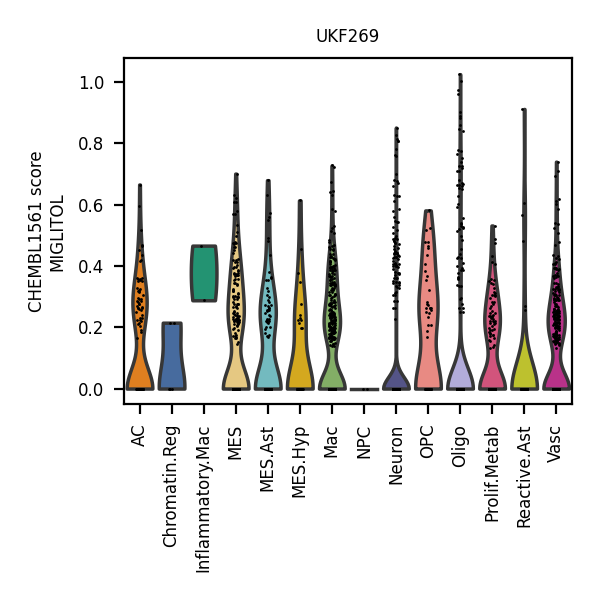 UKF269
CHEMBL1561 score
MIGLITOL
1.0
0.8
0.6
0.4
0.2
0.0
AC
Chromatin.Reg
Inflammatory.Mac
MES
MES.Ast
MES.Hyp
Mac
NPC
Neuron
OPC
Oligo
Prolif.Metab
Reactive.Ast
Vasc